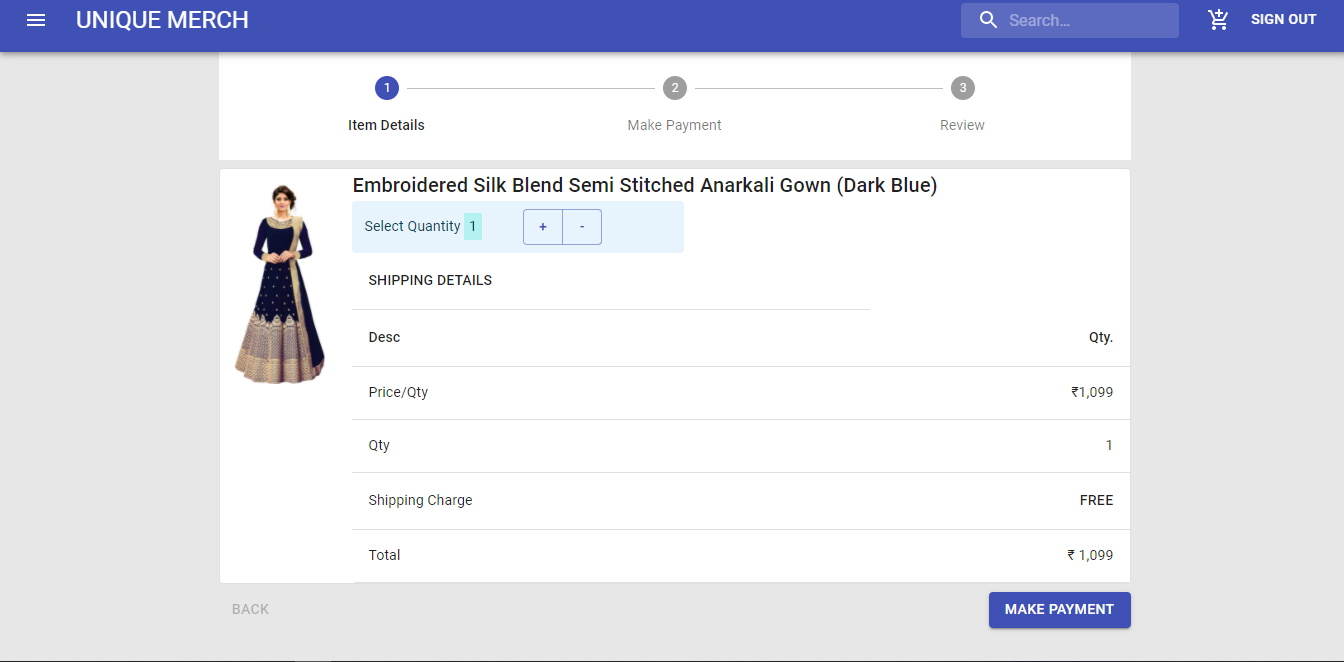 UNIQUE MERCH
Search…
SIGN OUT
1
2
3
Item Details
Make Payment
Review
Embroidered Silk Blend Semi Stitched Anarkali Gown (Dark Blue)
Select Quantity 1 + -
SHIPPING DETAILS
Desc Qty.
Price/Qty ₹1,099
Qty 1
Shipping Charge FREE
Total ₹ 1,099
BACK
MAKE PAYMENT